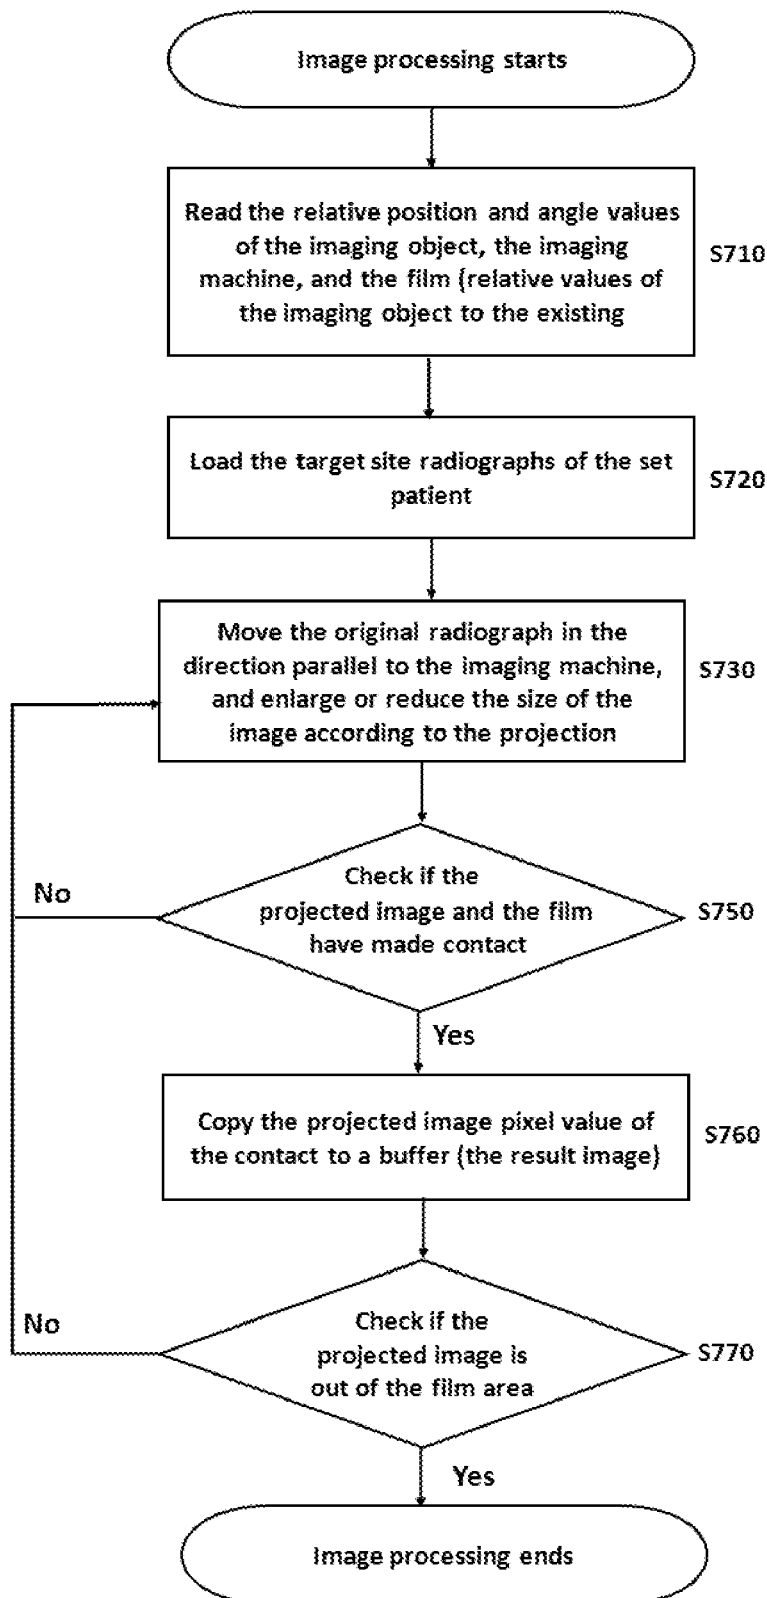 Image processing starts
Read the relative position and angle values
of the imaging object, the imaging
machine, and the film (relative values of
the imaging object to the existing
S710
Load the target site radiographs of the set
patient
S720
Move the original radiograph in the
direction parallel to the imaging machine,
and enlarge or reduce the size of the
image according to the projection
S730
Check if the
projected image and the film
have made contact
S750
No
Yes
Copy the projected image pixel value of
the contact to a buffer (the result image)
S760
Check if the
projected image is
out of the film area
S770
No
Yes
Image processing ends